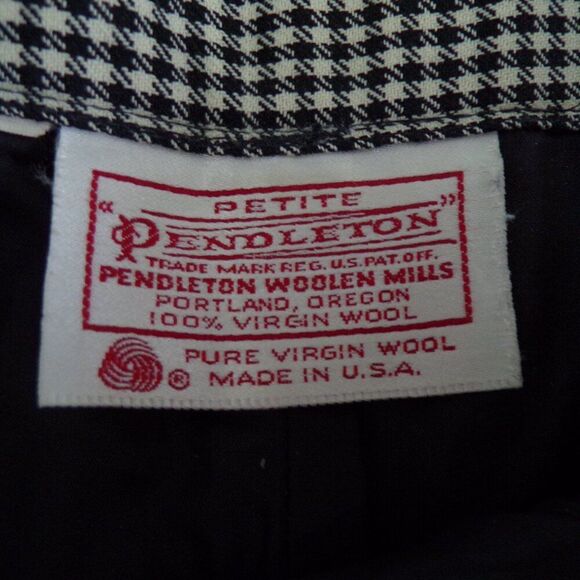 PETITE
"PENDLETON"
TRADE MARK REG. U.S. PAT. OFF.
PENDLETON WOOLEN MILLS
PORTLAND, OREGON
100% VIRGIN WOOL
PURE VIRGIN WOOL
® MADE IN U.S.A.